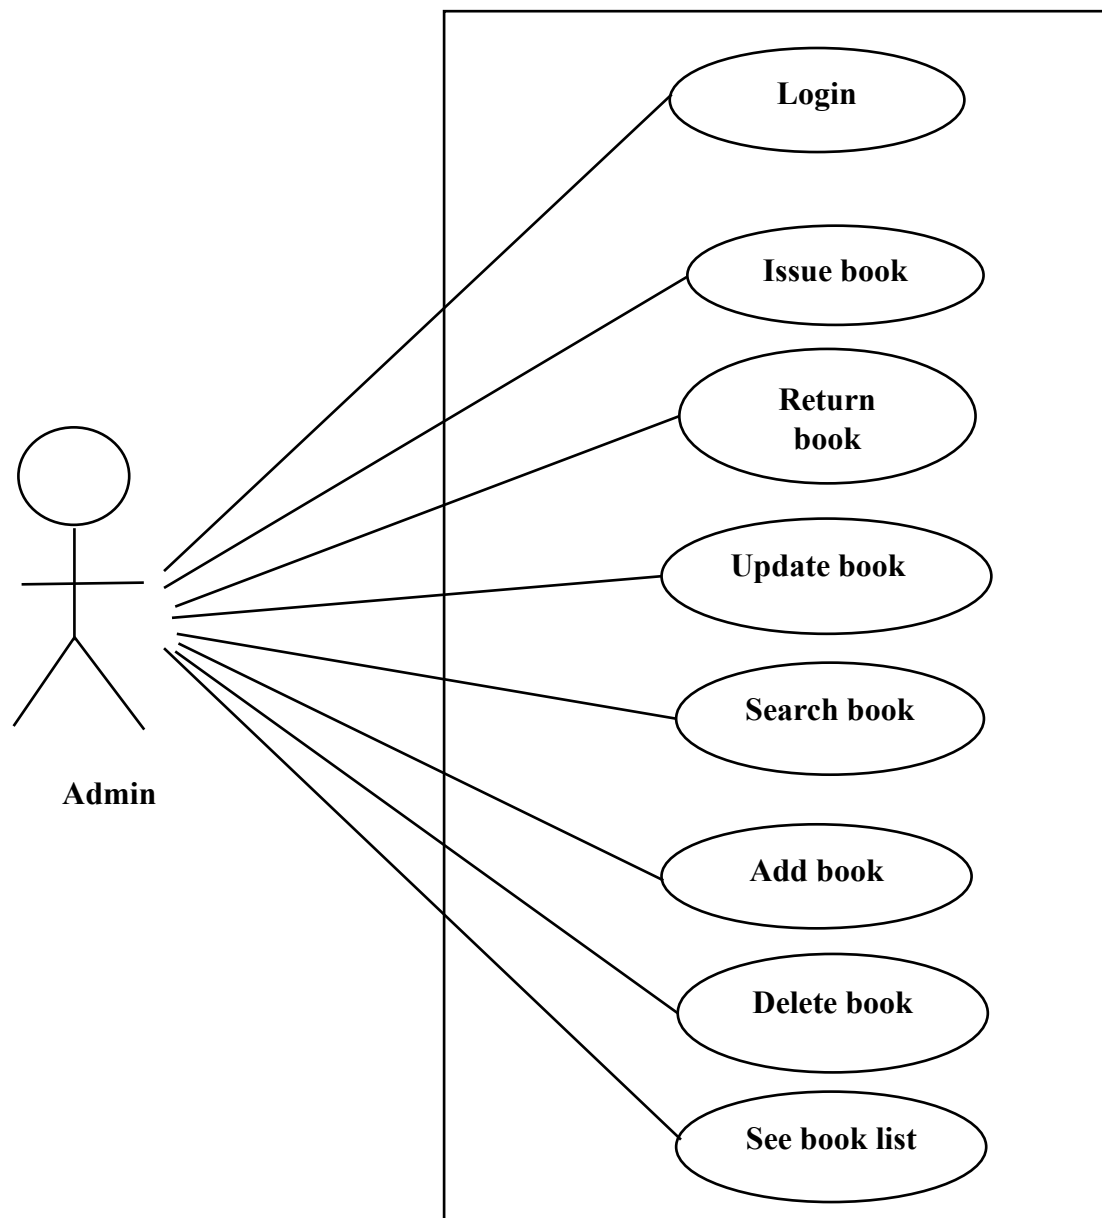 Login
Issue book
Return
book
Update book
Search book
Admin
Add book
Delete book
See book list